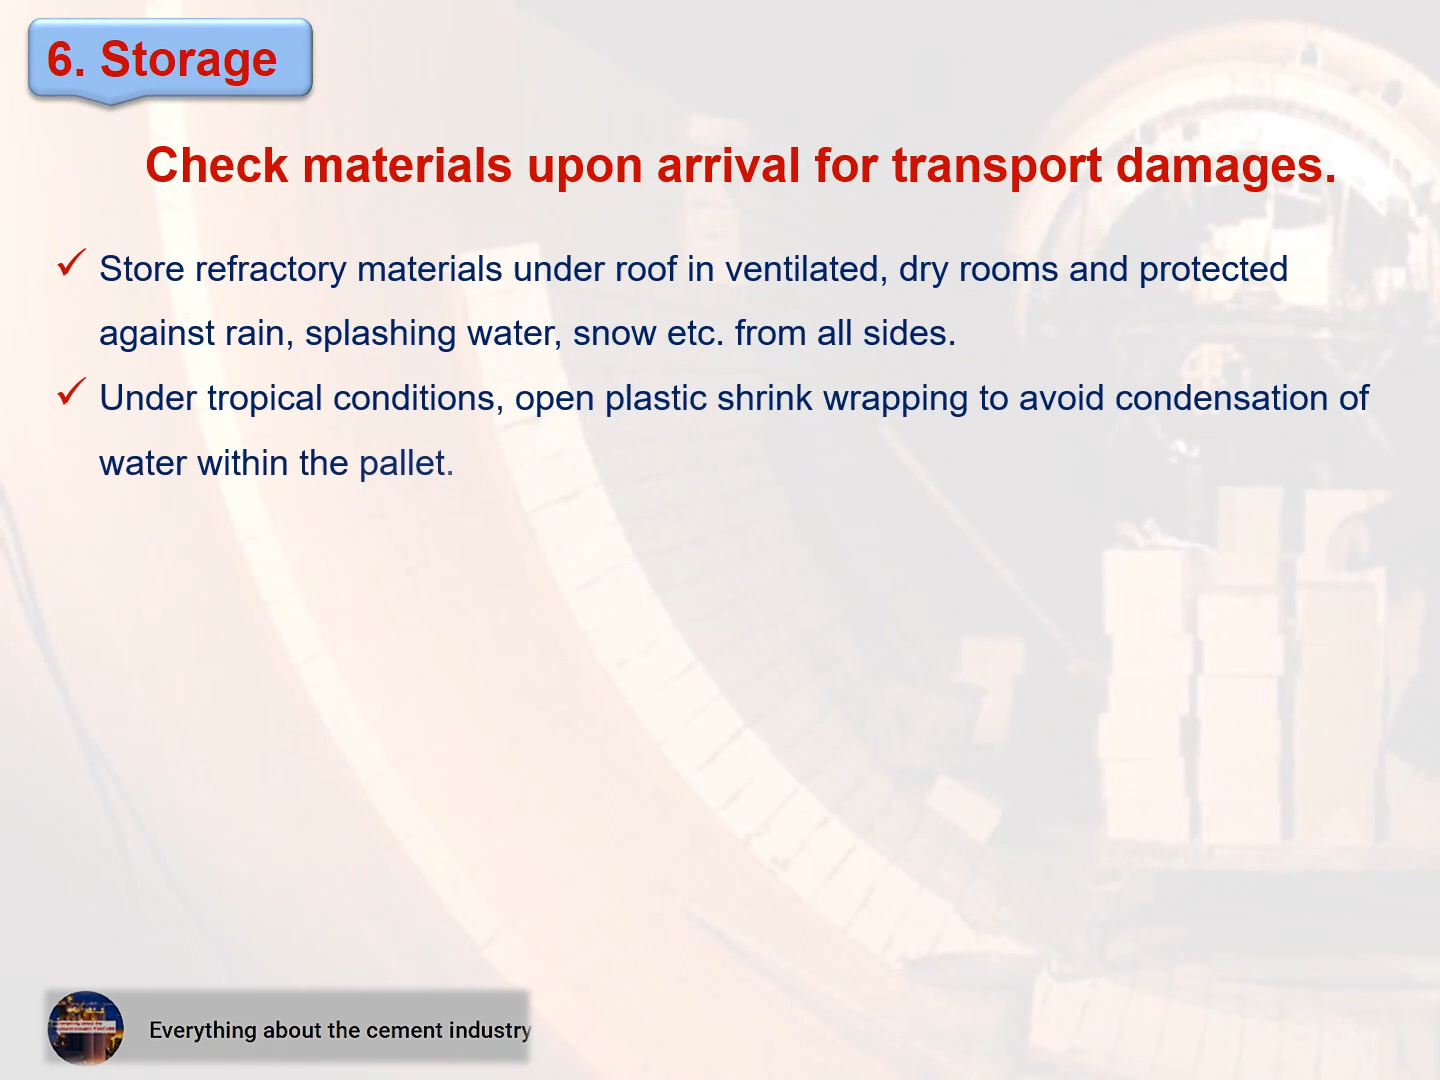 6. Storage
Check materials upon arrival for transport damages.
✓ Store refractory materials under roof in ventilated, dry rooms and protected
against rain, splashing water, snow etc. from all sides.
✓ Under tropical conditions, open plastic shrink wrapping to avoid condensation of
water within the pallet.
Everything about the cement industry